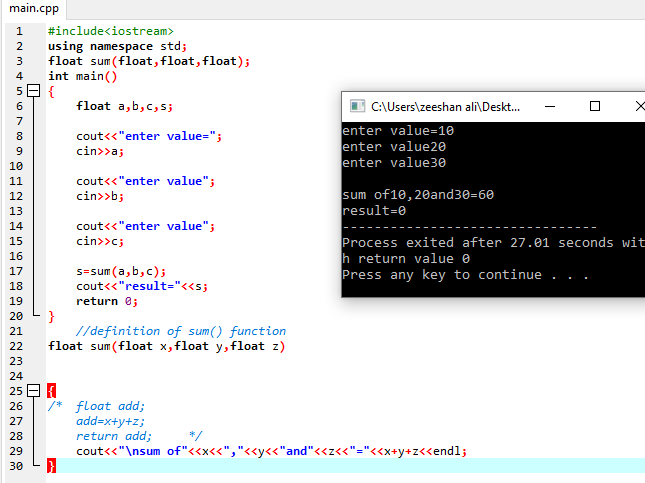 main.cpp
1 #include<iostream>
2 using namespace std;
3 float sum(float,float,float);
4 int main()
5 {
6 float a,b,c,s;
7
8 cout<<"enter value=";
9 cin>>a;
10
11 cout<<"enter value";
12 cin>>b;
13
14 cout<<"enter value";
15 cin>>c;
16
17 s=sum(a,b,c);
18 cout<<"result="<<s;
19 return 0;
20 }
21 //definition of sum() function
22 float sum(float x,float y,float z)
23
24
25 {
26 /* float add;
27 add=x+y+z;
28 return add; */
29 cout<<"\nsum of"<<x<<","<<y<<"and"<<z<<"="<<x+y+z<<endl;
30 }
C:\Users\zeeshan ali\Deskt...
enter value=10
enter value20
enter value30
sum of10,20and30=60
result=0
--------------------------------
Process exited after 27.01 seconds wit
h return value 0
Press any key to continue . . .